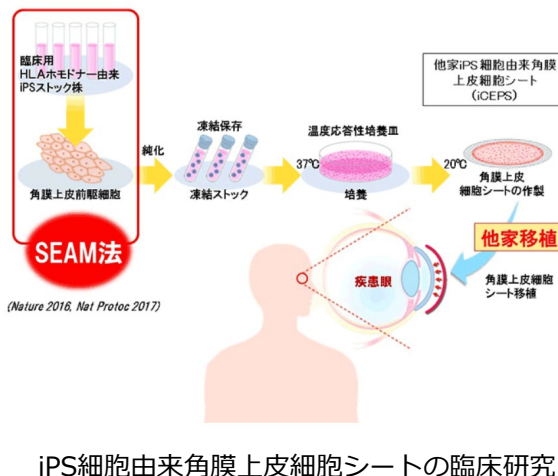 臨床用
HLAホモドナー由来
iPSストック株
角膜上皮前駆細胞
SEAM法
(Nature 2016, Nat Protoc 2017)
純化
凍結保存
凍結ストック
温度応答性培養皿
37℃
培養
20℃
他家iPS細胞由来角膜
上皮細胞シート
(iCEPS)
角膜上皮
細胞シートの作製
他家移植
角膜上皮細胞
シート移植
疾患眼
iPS細胞由来角膜上皮細胞シートの臨床研究